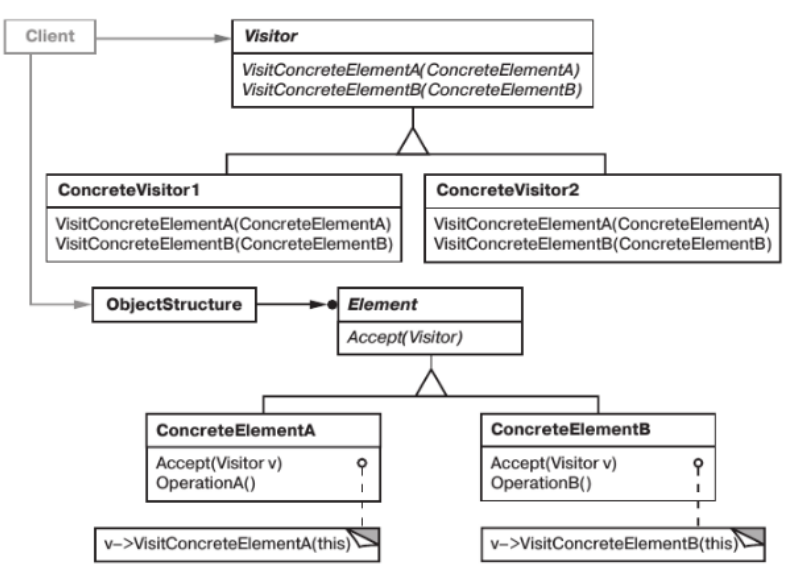 Client
Visitor
VisitConcreteElementA(ConcreteElementA)
VisitConcreteElementB(ConcreteElementB)
ConcreteVisitor1
VisitConcreteElementA(ConcreteElementA)
VisitConcreteElementB(ConcreteElementB)
ConcreteVisitor2
VisitConcreteElementA(ConcreteElementA)
VisitConcreteElementB(ConcreteElementB)
ObjectStructure
Element
Accept(Visitor)
ConcreteElementA
Accept(Visitor v)
OperationA()
v->VisitConcreteElementA(this)
ConcreteElementB
Accept(Visitor v)
OperationB()
v->VisitConcreteElementB(this)